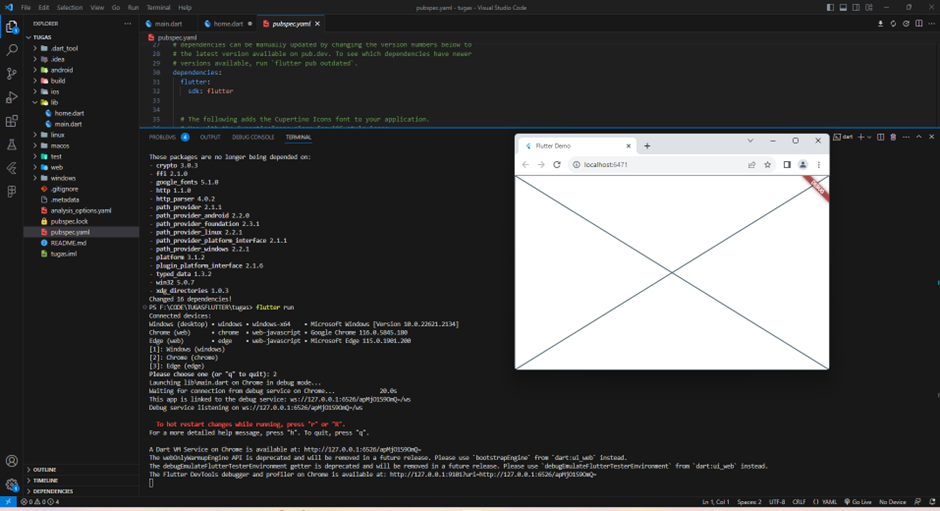 File Edit Selection View Go Run Terminal Help
pubspec.yaml - tugas - Visual Studio Code
EXPLORER
TUGAS
.dart_tool
.idea
android
build
ios
lib
home.dart
main.dart
linux
macos
test
web
windows
.gitignore
.metadata
analysis_options.yaml
pubspec.lock
pubspec.yaml
README.md
tugas.iml
OUTLINE
TIMELINE
DEPENDENCIES
main.dart home.dart pubspec.yaml
pubspec.yaml
27 # dependencies can be manually updated by changing the version numbers below to
28 # the latest version available on pub.dev. To see which dependencies have newer
29 # versions available, run `flutter pub outdated`.
30 dependencies:
31 flutter:
32 sdk: flutter
33
34
35 # The following adds the Cupertino Icons font to your application.
PROBLEMS 4 OUTPUT DEBUG CONSOLE TERMINAL
dart
These packages are no longer being depended on:
- crypto 3.0.3
- ffi 2.1.0
- google_fonts 5.1.0
- http 1.1.0
- http_parser 4.0.2
- path_provider 2.1.1
- path_provider_android 2.2.0
- path_provider_foundation 2.3.1
- path_provider_linux 2.2.1
- path_provider_platform_interface 2.1.1
- path_provider_windows 2.2.1
- platform 3.1.2
- plugin_platform_interface 2.1.6
- typed_data 1.3.2
- win32 5.0.7
- xdg_directories 1.0.3
Changed 16 dependencies!
PS F:\CODE\TUGASFLUTTER\tugas> flutter run
Connected devices:
Windows (desktop) • windows • windows-x64 • Microsoft Windows [Version 10.0.22621.2134]
Chrome (web) • chrome • web-javascript • Google Chrome 116.0.5845.180
Edge (web) • edge • web-javascript • Microsoft Edge 115.0.1901.200
[1]: Windows (windows)
[2]: Chrome (chrome)
[3]: Edge (edge)
Please choose one (or "q" to quit): 2
Launching lib\main.dart on Chrome in debug mode...
Waiting for connection from debug service on Chrome... 20.0s
This app is linked to the debug service: ws://127.0.0.1:6526/apMjO1S9OmQ=/ws
Debug service listening on ws://127.0.0.1:6526/apMjO1S9OmQ=/ws
To hot restart changes while running, press "r" or "R".
For a more detailed help message, press "h". To quit, press "q".
A Dart VM Service on Chrome is available at: http://127.0.0.1:6526/apMjO1S9OmQ=
The webOnlyWarmupEngine API is deprecated and will be removed in a future release. Please use `bootstrapEngine` from `dart:ui_web` instead.
The debugEmulateFlutterTesterEnvironment getter is deprecated and will be removed in a future release. Please use `debugEmulateFlutterTesterEnvironment` from `dart:ui_web` instead.
The Flutter DevTools debugger and profiler on Chrome is available at: http://127.0.0.1:9101?uri=http://127.0.0.1:6526/apMjO1S9OmQ=
Flutter Demo
localhost:6471
DEBUG
0 0 4
Ln 1, Col 1 Spaces: 2 UTF-8 CRLF YAML Go Live No Device